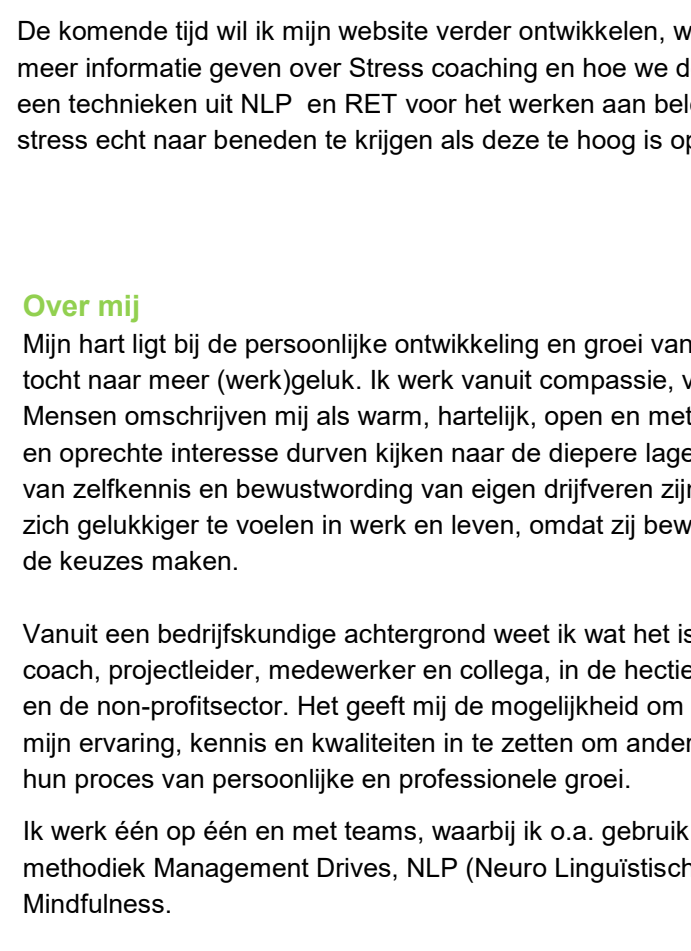 De komende tijd wil ik mijn website verder ontwikkelen, w
meer informatie geven over Stress coaching en hoe we d
een technieken uit NLP  en RET voor het werken aan bele
stress echt naar beneden te krijgen als deze te hoog is op
Over mij
Mijn hart ligt bij de persoonlijke ontwikkeling en groei van
tocht naar meer (werk)geluk. Ik werk vanuit compassie, v
Mensen omschrijven mij als warm, hartelijk, open en met
en oprechte interesse durven kijken naar de diepere lage
van zelfkennis en bewustwording van eigen drijfveren zijn
zich gelukkiger te voelen in werk en leven, omdat zij bew
de keuzes maken.
Vanuit een bedrijfskundige achtergrond weet ik wat het is
coach, projectleider, medewerker en collega, in de hectie
en de non-profitsector. Het geeft mij de mogelijkheid om
mijn ervaring, kennis en kwaliteiten in te zetten om ander
hun proces van persoonlijke en professionele groei.
Ik werk één op één en met teams, waarbij ik o.a. gebruik
methodiek Management Drives, NLP (Neuro Linguïstisch
Mindfulness.